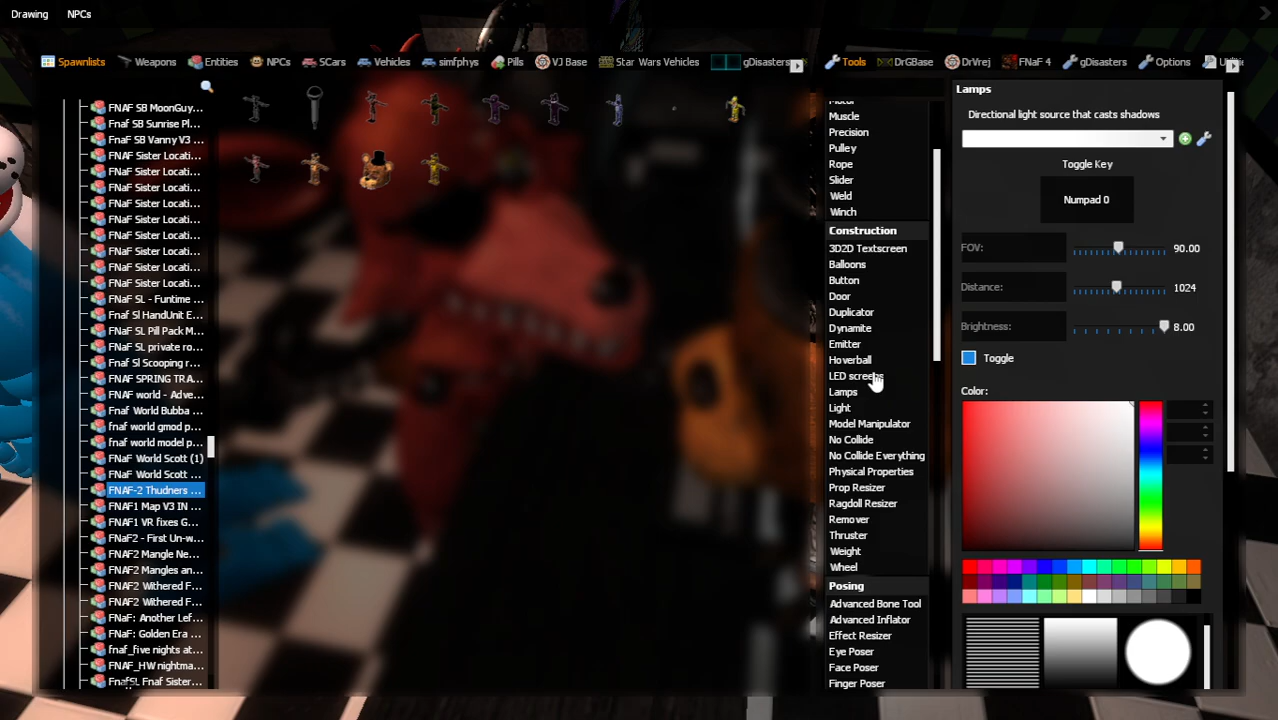 Drawing NPCs
Spawnlists Weapons Entities NPCs SCars Vehicles simfphys Pills VJ Base Star Wars Vehicles gDisasters
Tools DrGBase DrVrej FNaF 4 gDisasters Options
FNAF SB MoonGuy...
Fnaf SB Sunrise Pl...
Fnaf SB Vanny V3 ...
FNAF Sister Locati...
FNAF Sister Locati...
FNAF Sister Locati...
FNAF Sister Locati...
FNAF Sister Locati...
FNAF Sister Locati...
FNAF Sister Locati...
FNAF Sister Locati...
FNAF Sister Locati...
FNAF SL - Funtime ...
Fnaf Sl HandUnit E...
FNAF SL Pill Pack M...
FNaF SL private ro...
Fnaf Sl Scooping r...
FNAF SPRING TRA...
FNAF world - Adve...
Fnaf World Bubba ...
fnaf world gmod p...
fnaf world model p...
FNaF World Scott (1)
FNaF World Scott ...
FNAF-2 Thudners ...
FNAF1 Map V3 IN ...
FNAF1 VR fixes G...
FNaF2 - First Un-w...
FNAF2 Mangle Ne...
FNAF2 Mangles an...
FNAF2 Withered F...
FNAF2 Withered F...
FNaF: Another Lef...
FNaF: Golden Era ...
fnaf_five nights at...
FNAF_HW nightma...
FnafSL Fnaf Sister...
Muscle
Precision
Pulley
Rope
Slider
Weld
Winch
Construction
3D2D Textscreen
Balloons
Button
Door
Duplicator
Dynamite
Emitter
Hoverball
LED screens
Lamps
Light
Model Manipulator
No Collide
No Collide Everything
Physical Properties
Prop Resizer
Ragdoll Resizer
Remover
Thruster
Weight
Wheel
Posing
Advanced Bone Tool
Advanced Inflator
Effect Resizer
Eye Poser
Face Poser
Finger Poser
Lamps
Directional light source that casts shadows
Toggle Key
Numpad 0
FOV: 90.00
Distance: 1024
Brightness: 8.00
Toggle
Color: